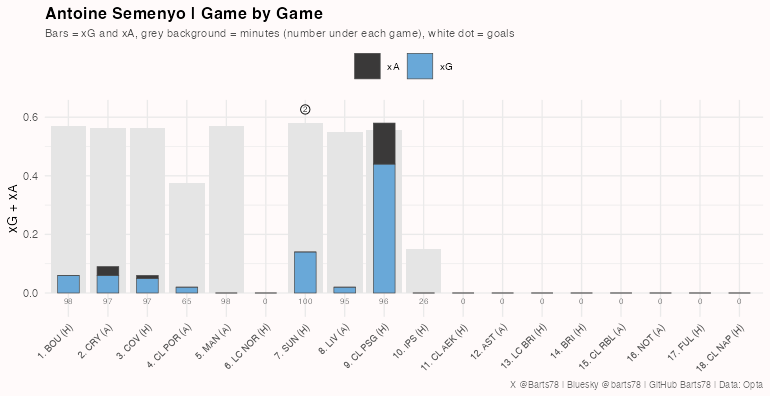 Antoine Semenyo | Game by Game
Bars = xG and xA, grey background = minutes (number under each game), white dot = goals
xA xG
xG + xA
0.6
0.4
0.2
0.0
2
98 97 97 65 98 0 100 95 96 26 0 0 0 0 0 0 0 0
1. BOU (H)
2. CRY (A)
3. COV (H)
4. CL POR (A)
5. MAN (A)
6. LC NOR (H)
7. SUN (H)
8. LIV (A)
9. CL PSG (H)
10. IPS (H)
11. CL AEK (H)
12. AST (A)
13. LC BRI (H)
14. BRI (H)
15. CL RBL (A)
16. NOT (A)
17. FUL (H)
18. CL NAP (H)
X @Barts78 | Bluesky @barts78 | GitHub Barts78 | Data: Opta